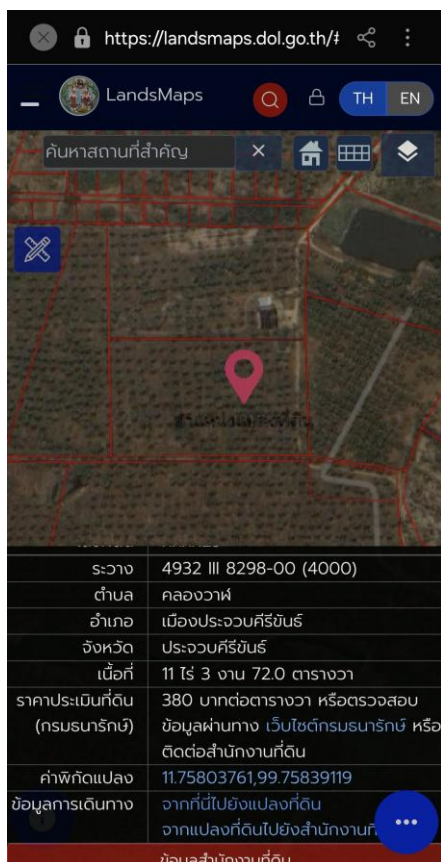 https://landsmaps.dol.go.th/#
LandsMaps
TH EN
ค้นหาสถานที่สำคัญ
ระวาง 4932 III 8298-00 (4000)
ตำบล คลองวาฬ
อำเภอ เมืองประจวบคีรีขันธ์
จังหวัด ประจวบคีรีขันธ์
เนื้อที่ 11 ไร่ 3 งาน 72.0 ตารางวา
ราคาประเมินที่ดิน 380 บาทต่อตารางวา หรือตรวจสอบ
(กรมธนารักษ์) ข้อมูลผ่านทาง เว็บไซต์กรมธนารักษ์ หรือ
ติดต่อสำนักงานที่ดิน
ค่าพิกัดแปลง 11.75803761,99.75839119
ข้อมูลการเดินทาง จากที่นี่ไปยังแปลงที่ดิน
จากแปลงที่ดินไปยังสำนักงานที่
ข้อมูลสำนักงานที่ดิน